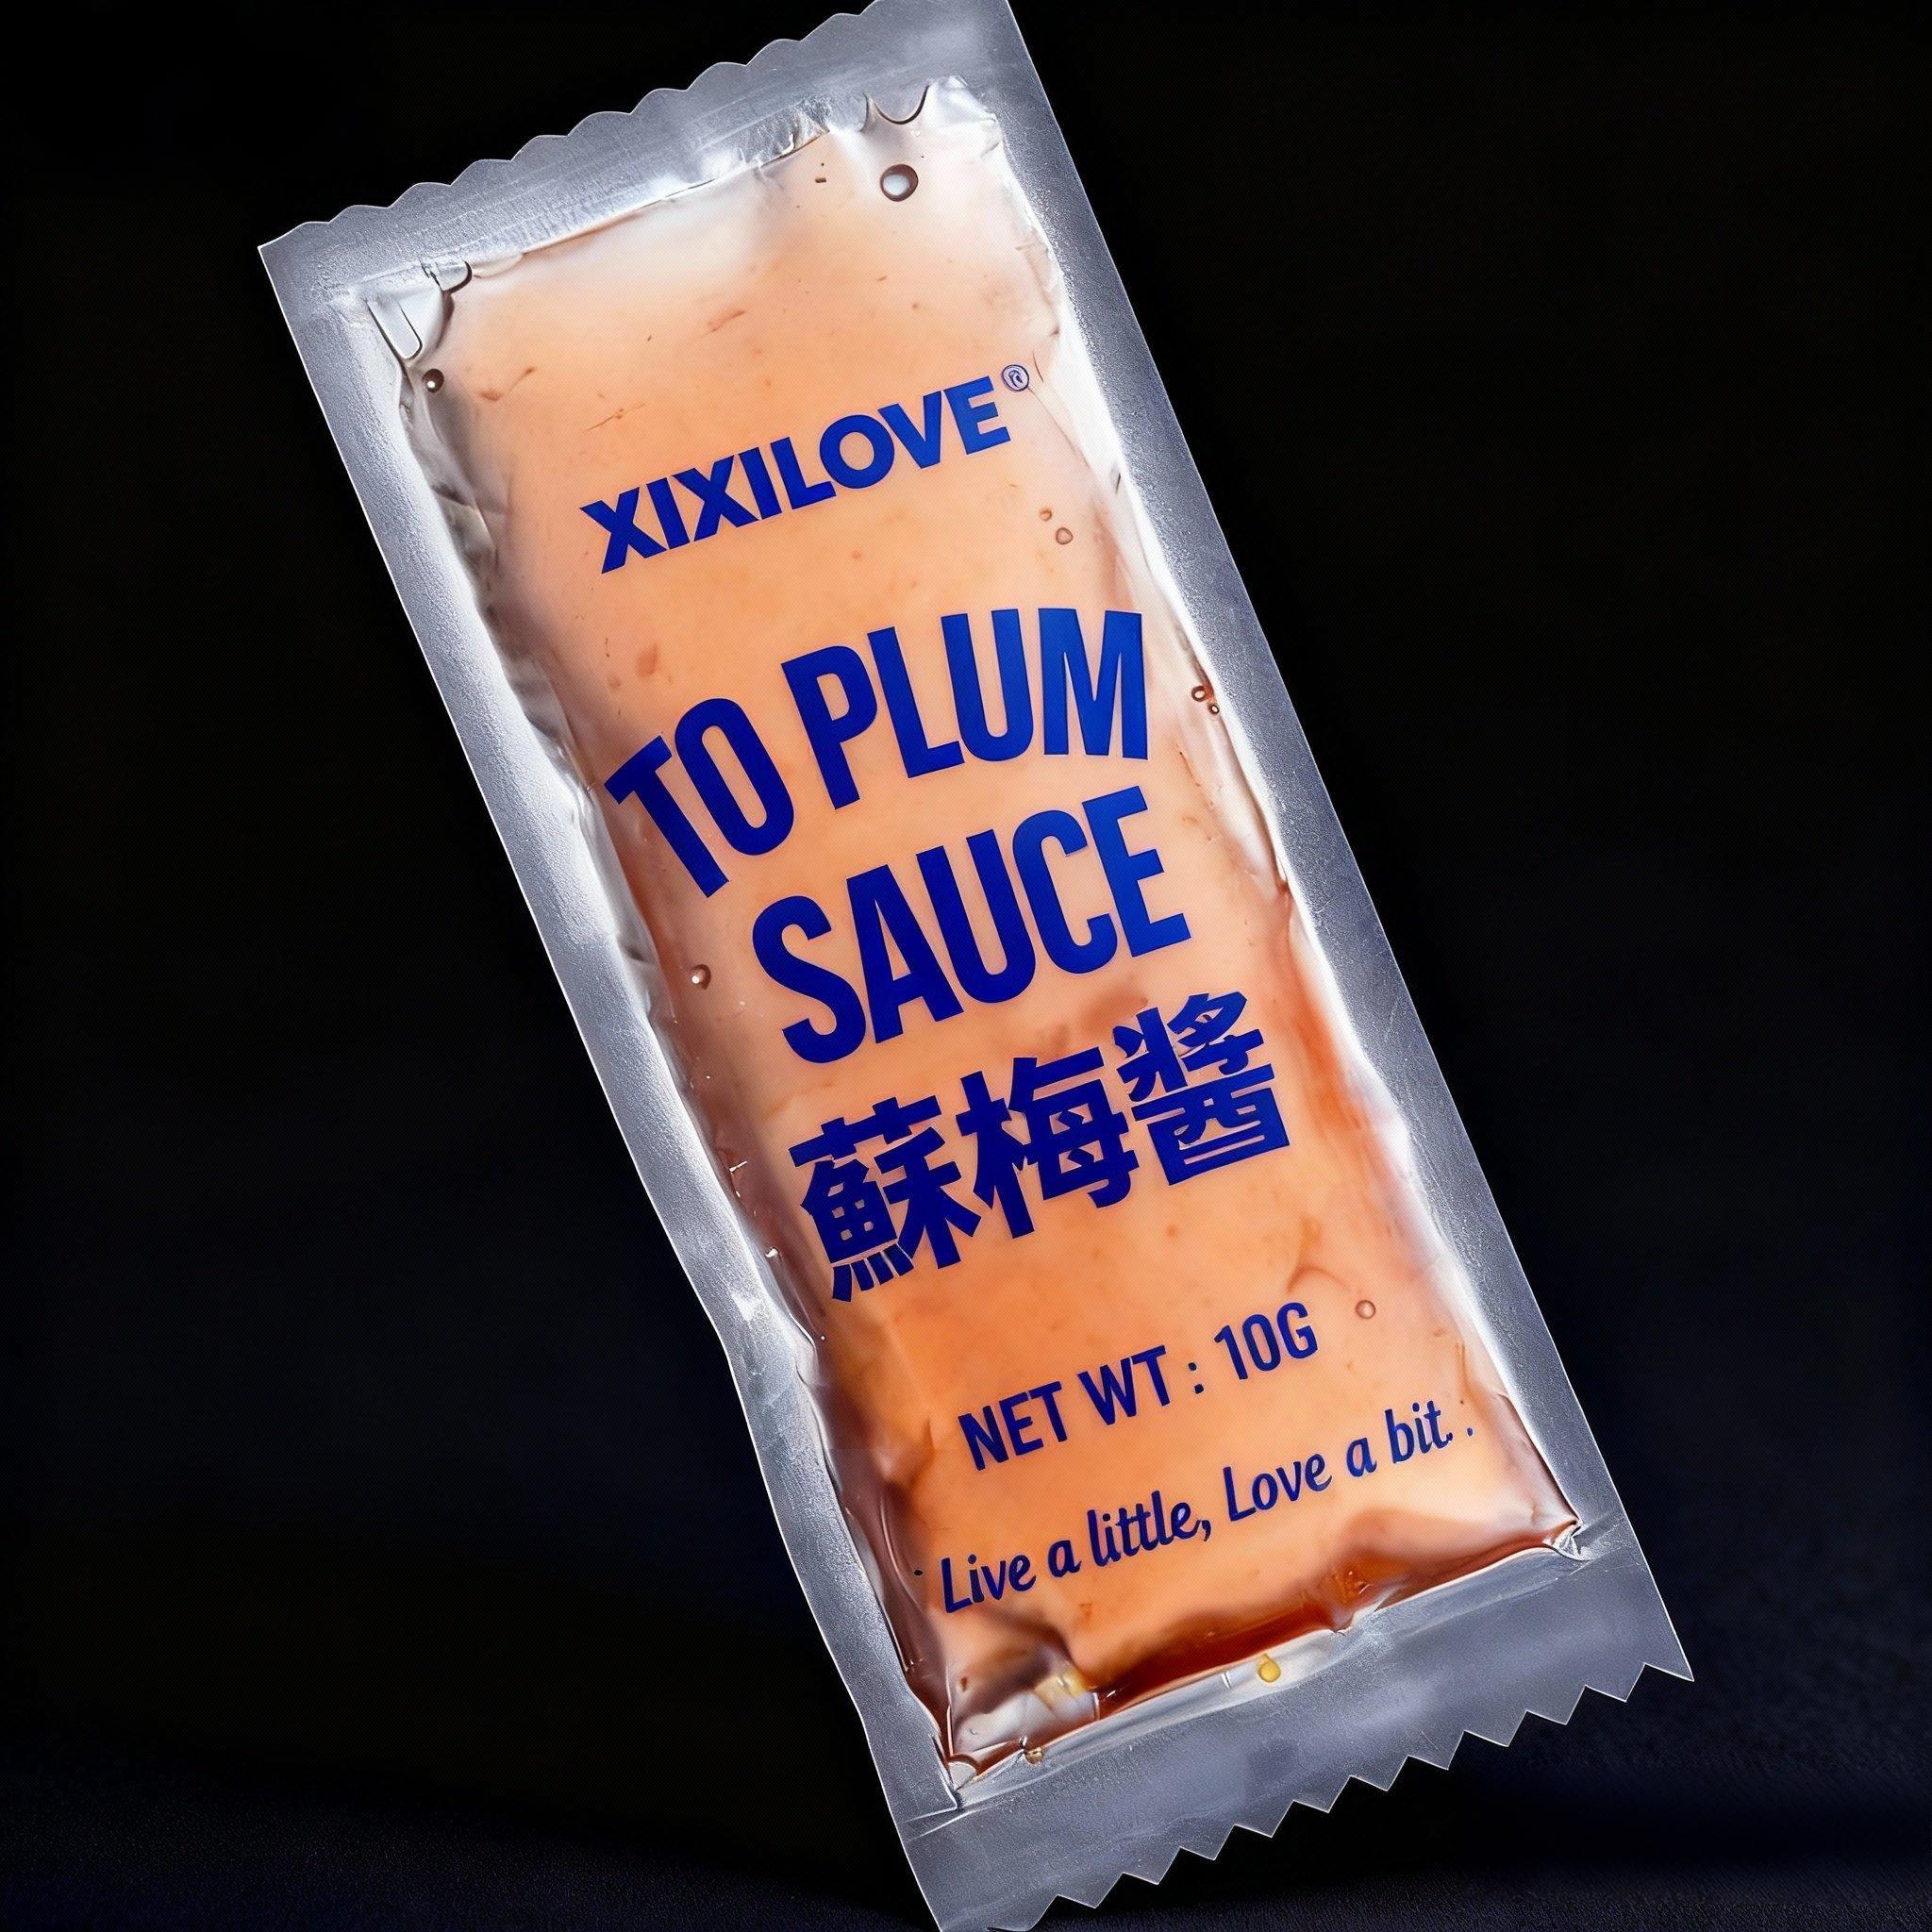 XIXILOVE®
TO PLUM
SAUCE
蘇梅醬
NET WT : 10G
Live a little, Love a bit. .